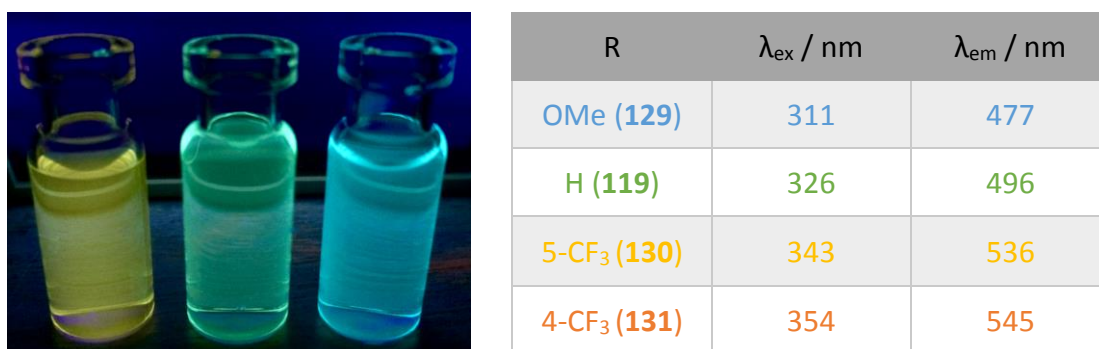 R λex / nm λem / nm
OMe (129) 311 477
H (119) 326 496
5-CF₃ (130) 343 536
4-CF₃ (131) 354 545